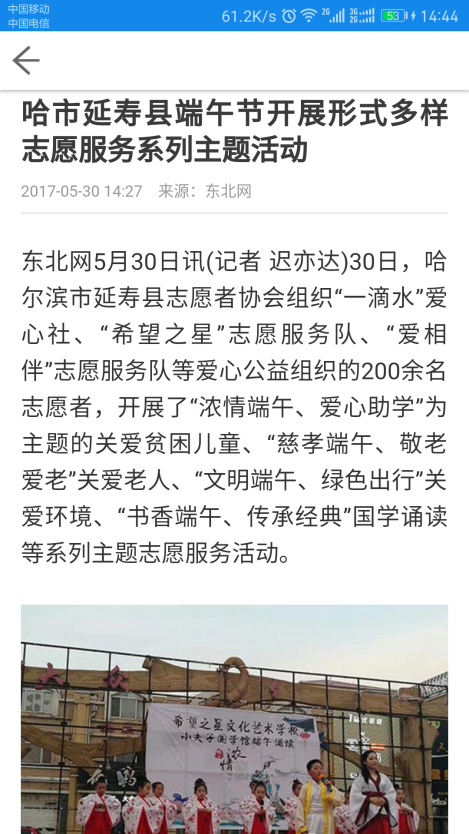 中国移动
中国电信
61.2K/s
2G
3G
2G
53
14:44
哈市延寿县端午节开展形式多样
志愿服务系列主题活动
2017-05-30 14:27 来源：东北网
东北网5月30日讯(记者 迟亦达)30日，哈
尔滨市延寿县志愿者协会组织“一滴水”爱
心社、“希望之星”志愿服务队、“爱相
伴”志愿服务队等爱心公益组织的200余名
志愿者，开展了“浓情端午、爱心助学”为
主题的关爱贫困儿童、“慈孝端午、敬老
爱老”关爱老人、“文明端午、绿色出行”关
爱环境、“书香端午、传承经典”国学诵读
等系列主题志愿服务活动。
希望之星文化艺术学校
小夫子国学馆端午诵读